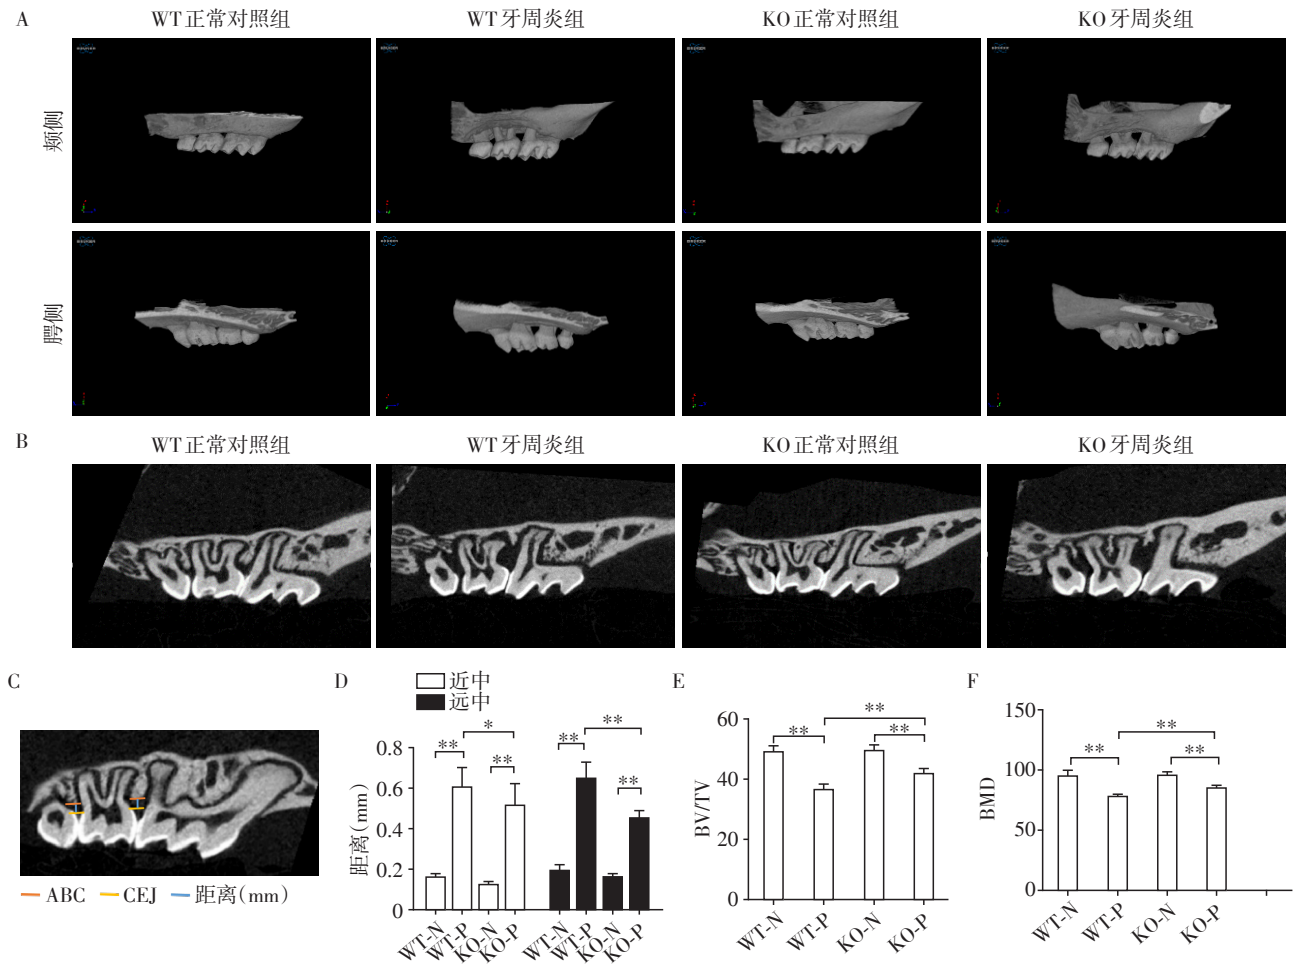 A
WT正常对照组
WT牙周炎组
KO正常对照组
KO牙周炎组
颊侧
腭侧
B
WT正常对照组
WT牙周炎组
KO正常对照组
KO牙周炎组
C
ABC
CEJ
距离(mm)
D
近中
远中
距离(mm)
0.8
0.6
0.4
0.2
0
** * ** ** ** **
WT-N
WT-P
KO-N
KO-P
WT-N
WT-P
KO-N
KO-P
E
BV/TV
60
40
20
0
** ** **
WT-N
WT-P
KO-N
KO-P
F
BMD
150
100
50
0
** ** **
WT-N
WT-P
KO-N
KO-P